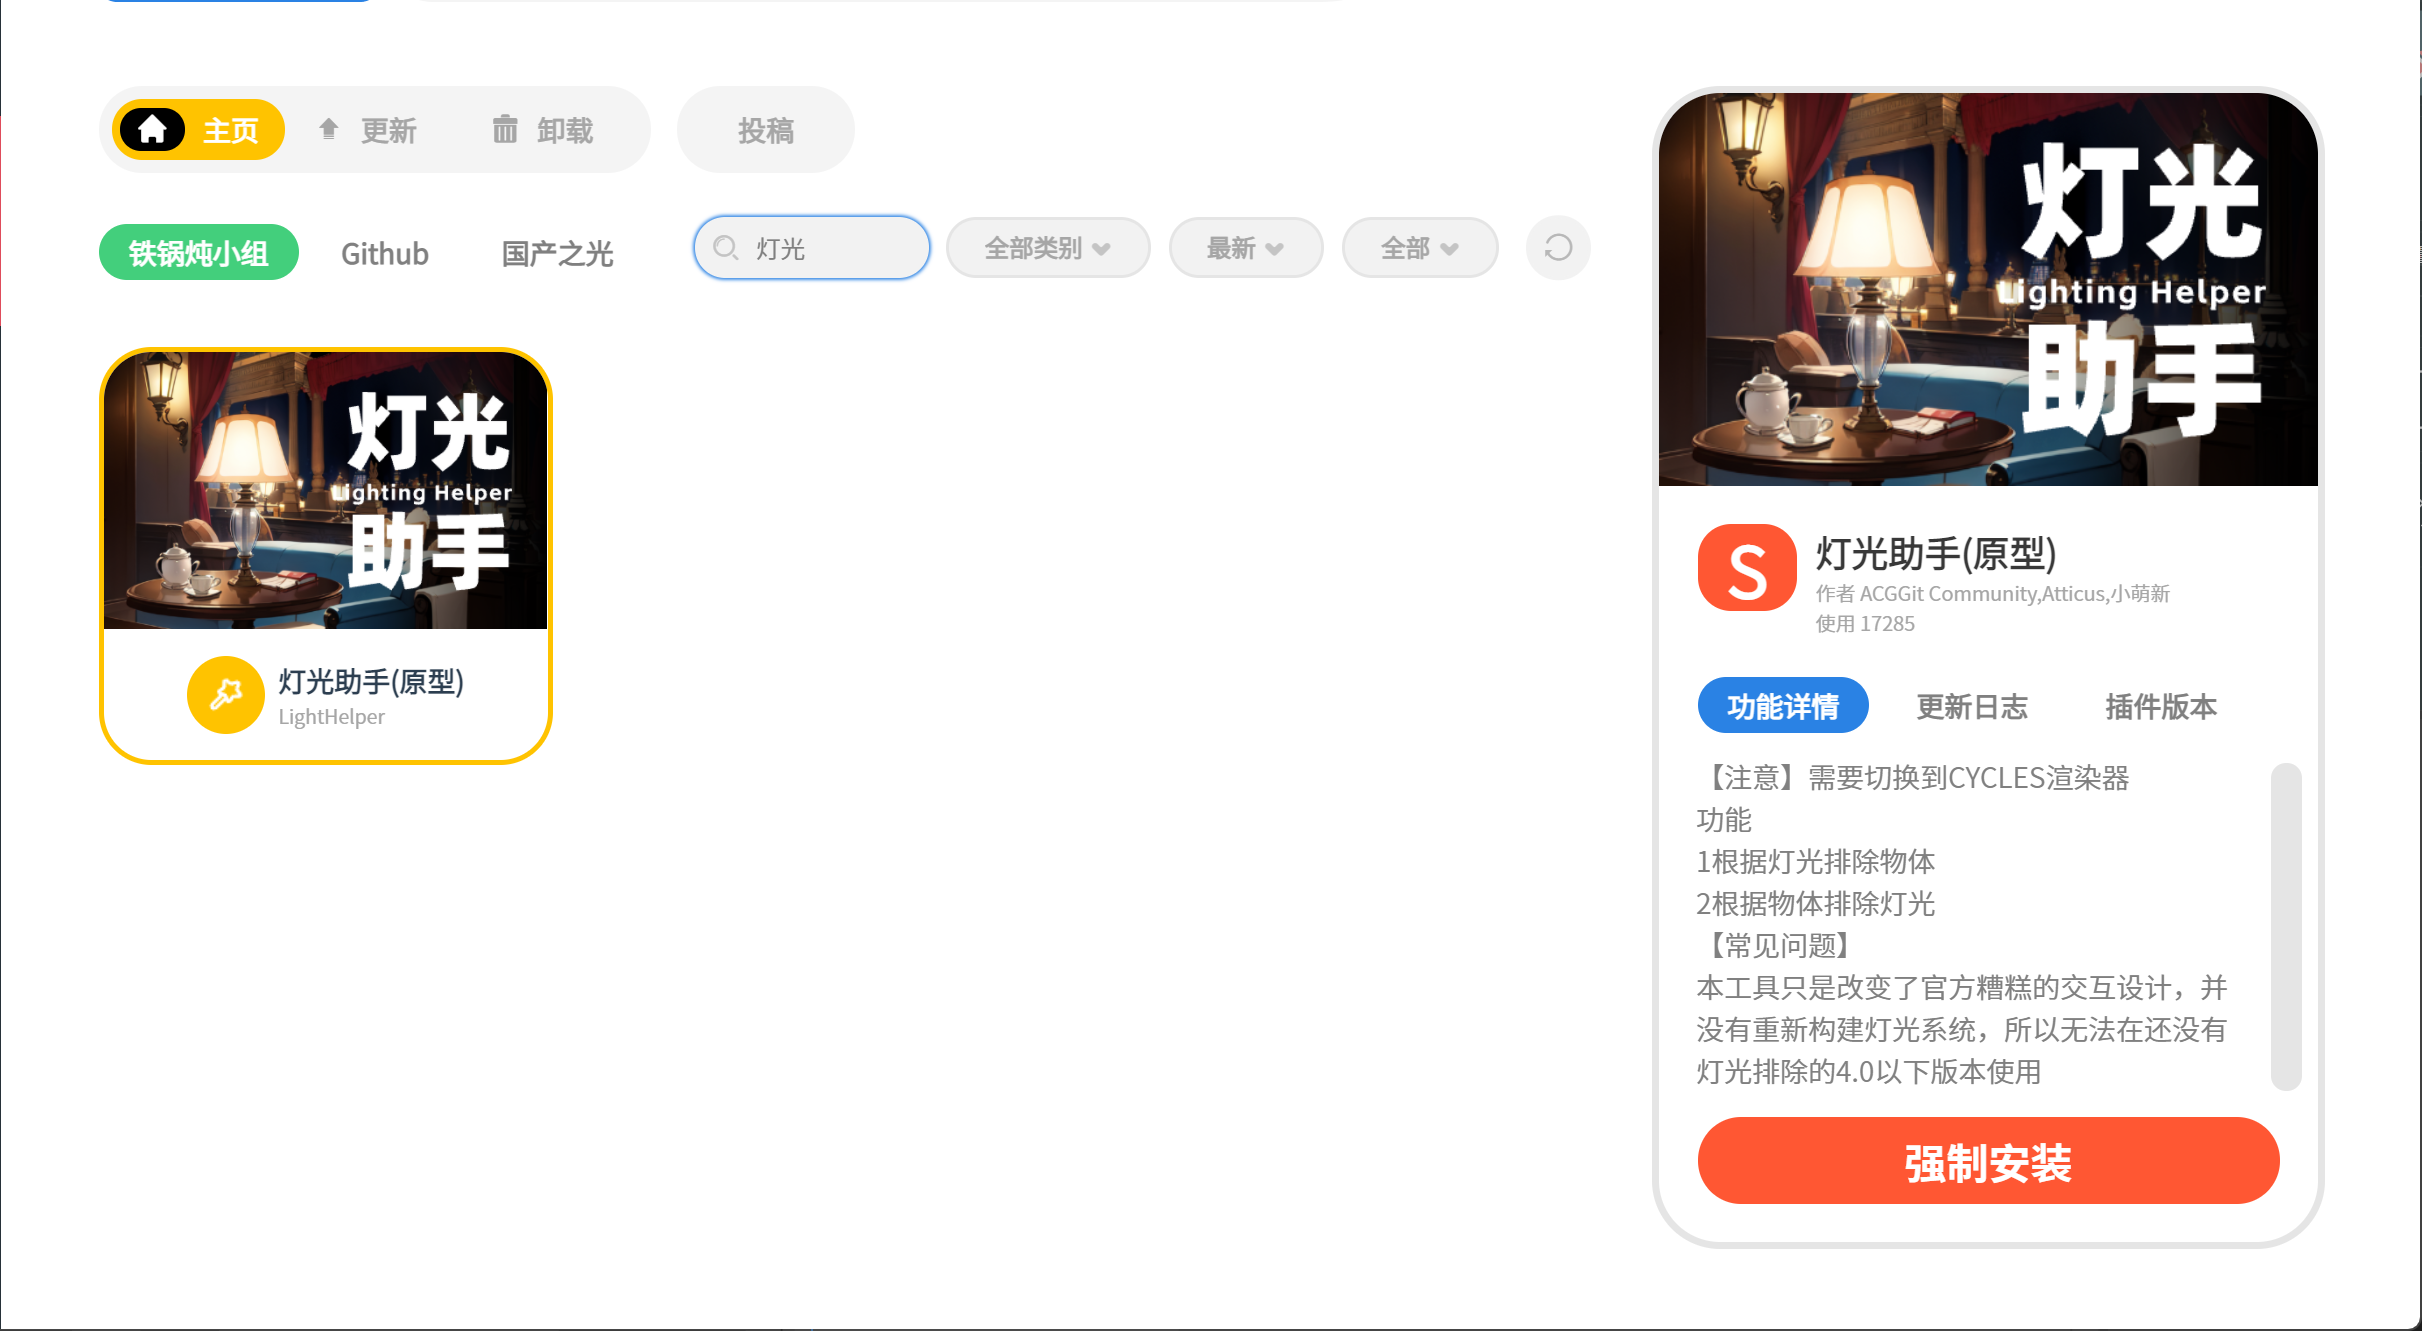 主页
更新
卸载
投稿
铁锅炖小组
Github
国产之光
灯光
全部类别
最新
全部
灯光
Lighting Helper
助手
灯光助手(原型)
LightHelper
灯光
Lighting Helper
助手
S
灯光助手(原型)
作者 ACGGit Community,Atticus,小萌新
使用 17285
功能详情
更新日志
插件版本
【注意】需要切换到CYCLES渲染器
功能
1根据灯光排除物体
2根据物体排除灯光
【常见问题】
本工具只是改变了官方糟糕的交互设计，并
没有重新构建灯光系统，所以无法在还没有
灯光排除的4.0以下版本使用
强制安装